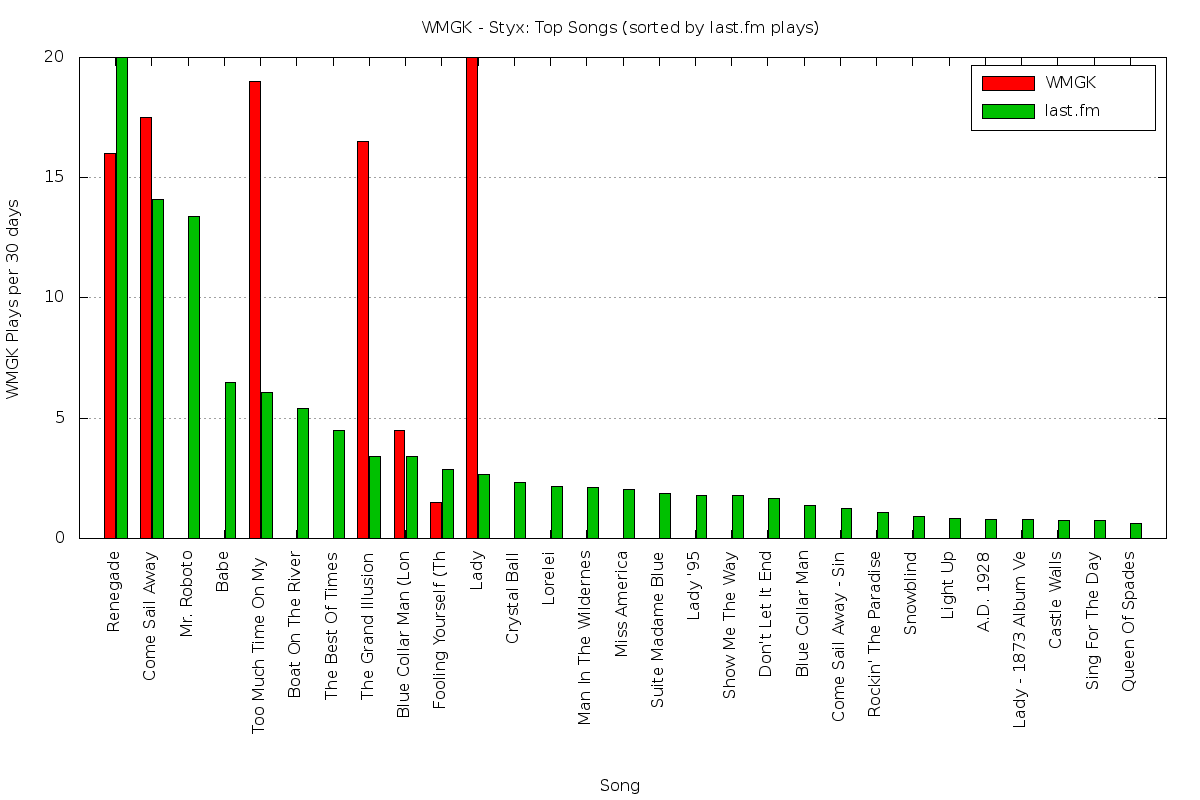 WMGK - Styx: Top Songs (sorted by last.fm plays)
WMGK
last.fm
WMGK Plays per 30 days
20
15
10
5
0
Renegade
Come Sail Away
Mr. Roboto
Babe
Too Much Time On My
Boat On The River
The Best Of Times
The Grand Illusion
Blue Collar Man (Lon
Fooling Yourself (Th
Lady
Crystal Ball
Lorelei
Man In The Wildernes
Miss America
Suite Madame Blue
Lady '95
Show Me The Way
Don't Let It End
Blue Collar Man
Come Sail Away - Sin
Rockin' The Paradise
Snowblind
Light Up
A.D. 1928
Lady - 1873 Album Ve
Castle Walls
Sing For The Day
Queen Of Spades
Song